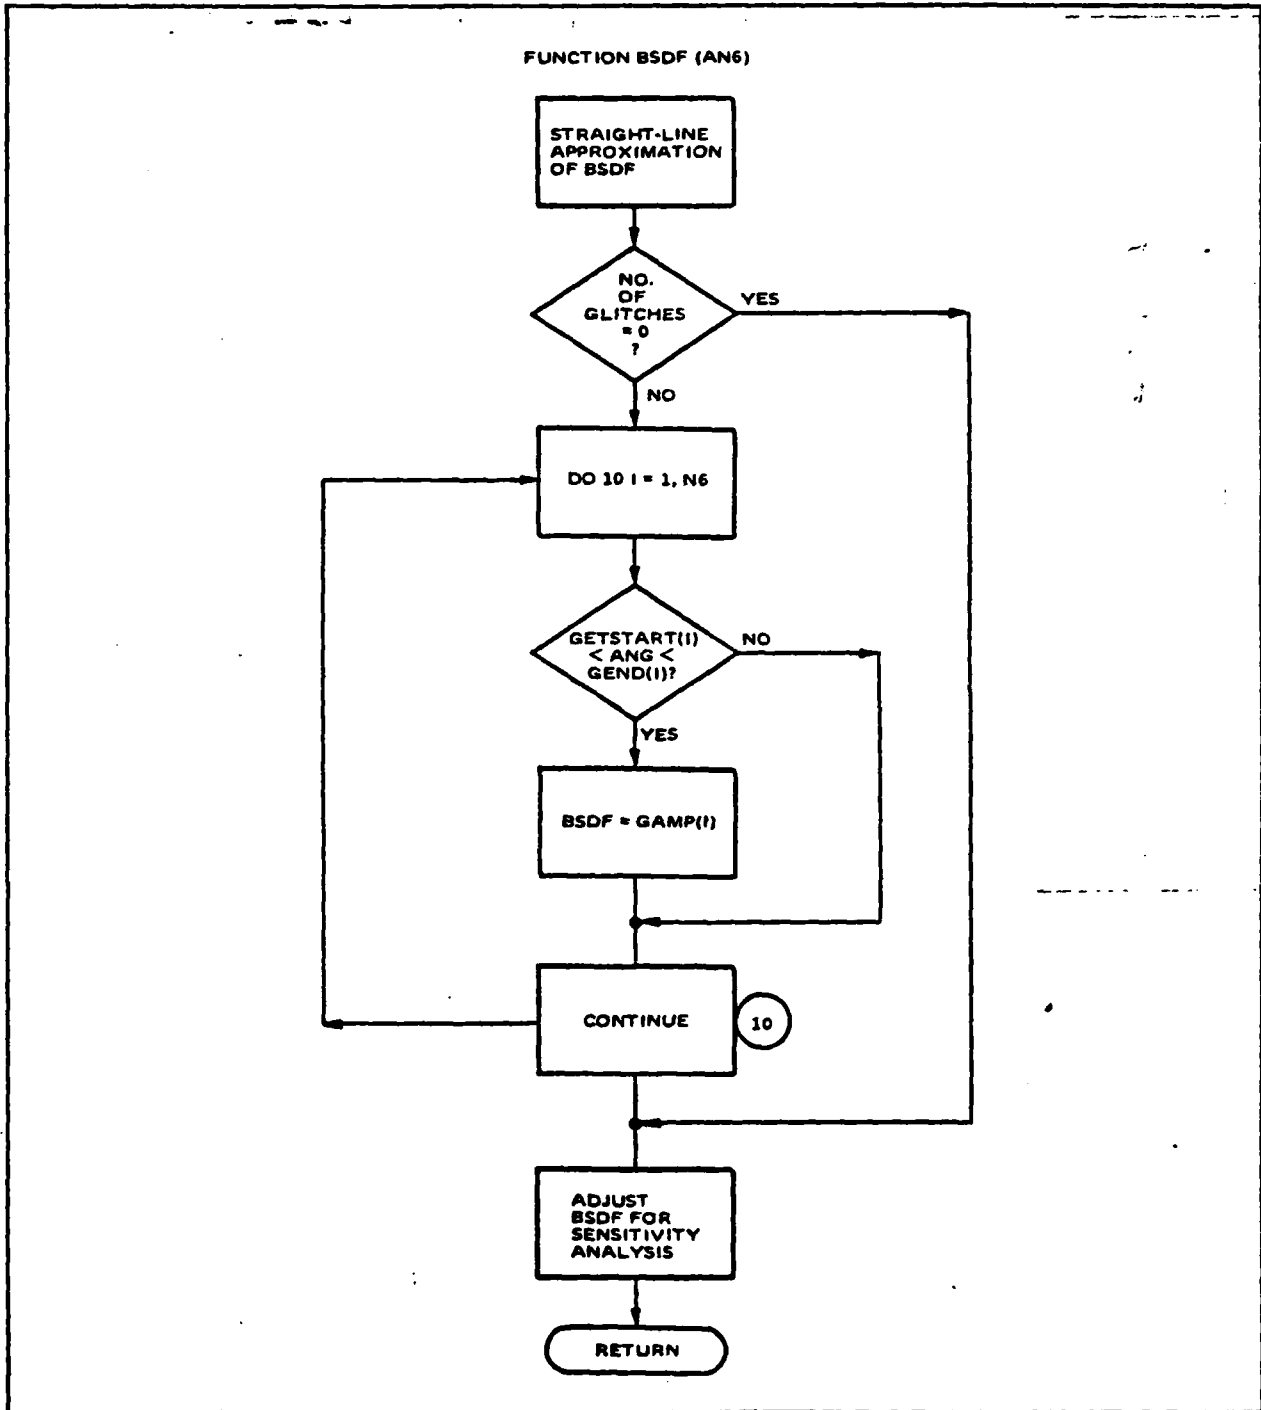 FUNCTION BSDF (AN6)
STRAIGHT-LINE
APPROXIMATION
OF BSDF
NO.
OF
GLITCHES
= 0
?
YES
NO
DO 10 I = 1, N6
GETSTART(I)
< ANG <
GEND(I)?
NO
YES
BSDF = GAMP(I)
CONTINUE
10
ADJUST
BSDF FOR
SENSITIVITY
ANALYSIS
RETURN